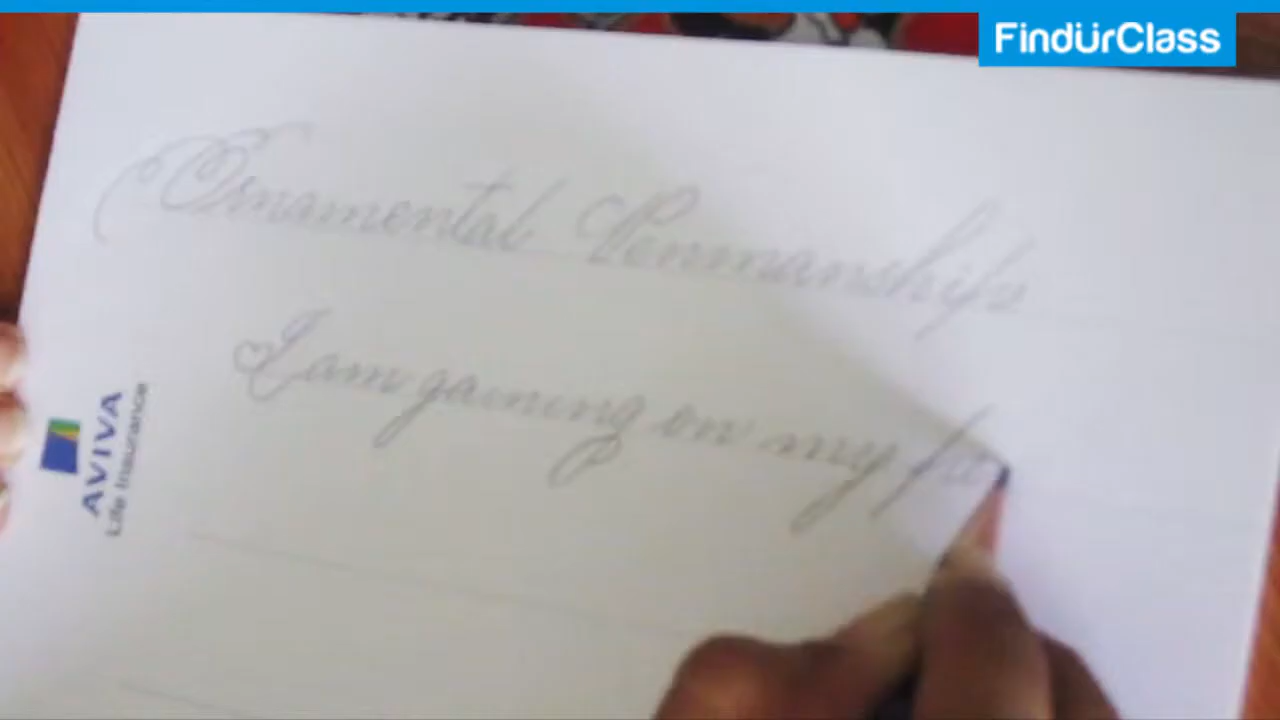 FindUrClass
Ornamental Penmanship
I am gaining on my
AVIVA
Life Insurance